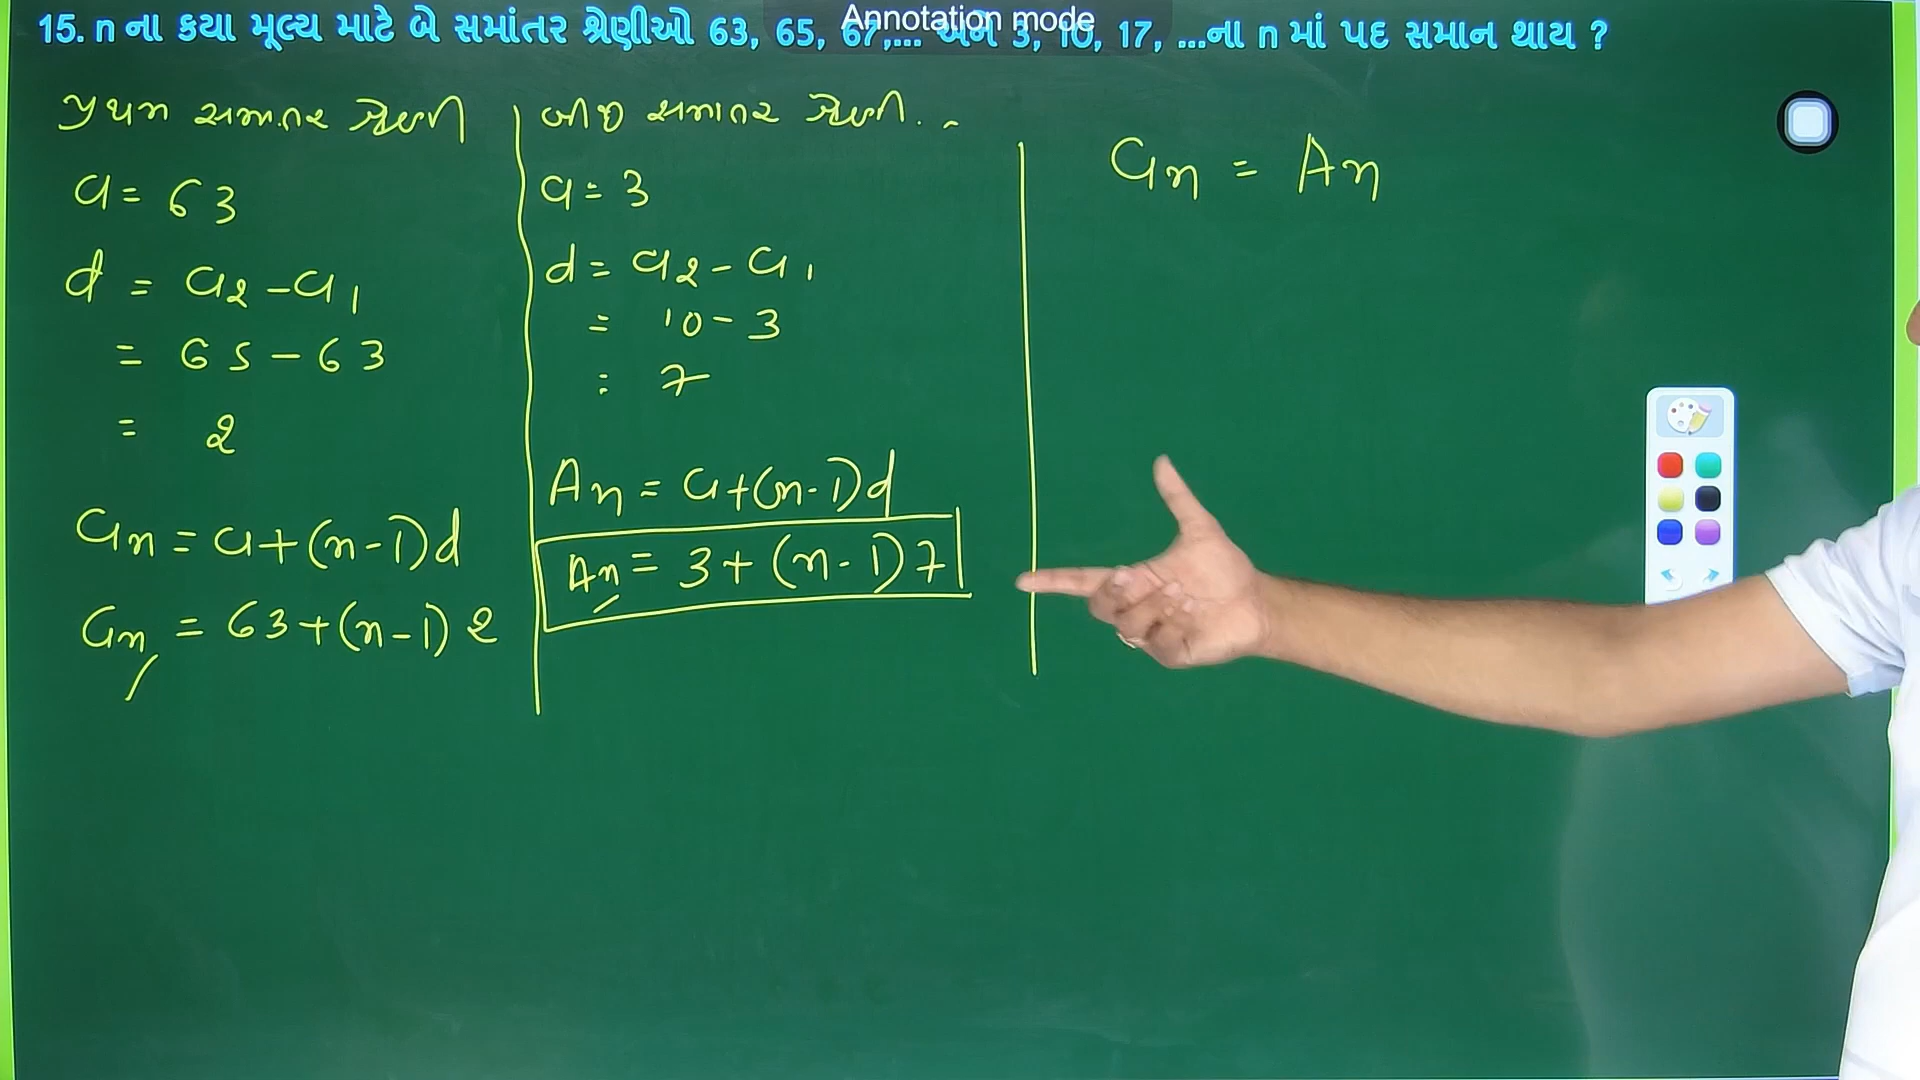 Annotation mode
15. n ના કયા મૂલ્ય માટે બે સમાંતર શ્રેણીઓ 63, 65, 67,... અને 3, 10, 17, ...ના n માં પદ સમાન થાય ?
પ્રથમ સમાંતર શ્રેણી
a = 63
d = a2 - a1
= 65 - 63
= 2
an = a + (n-1)d
an = 63 + (n-1) 2
બીજી સમાંતર શ્રેણી..
a = 3
d = a2 - a1
= 10 - 3
= 7
An = a + (n-1)d
An = 3 + (n-1) 7
an = An